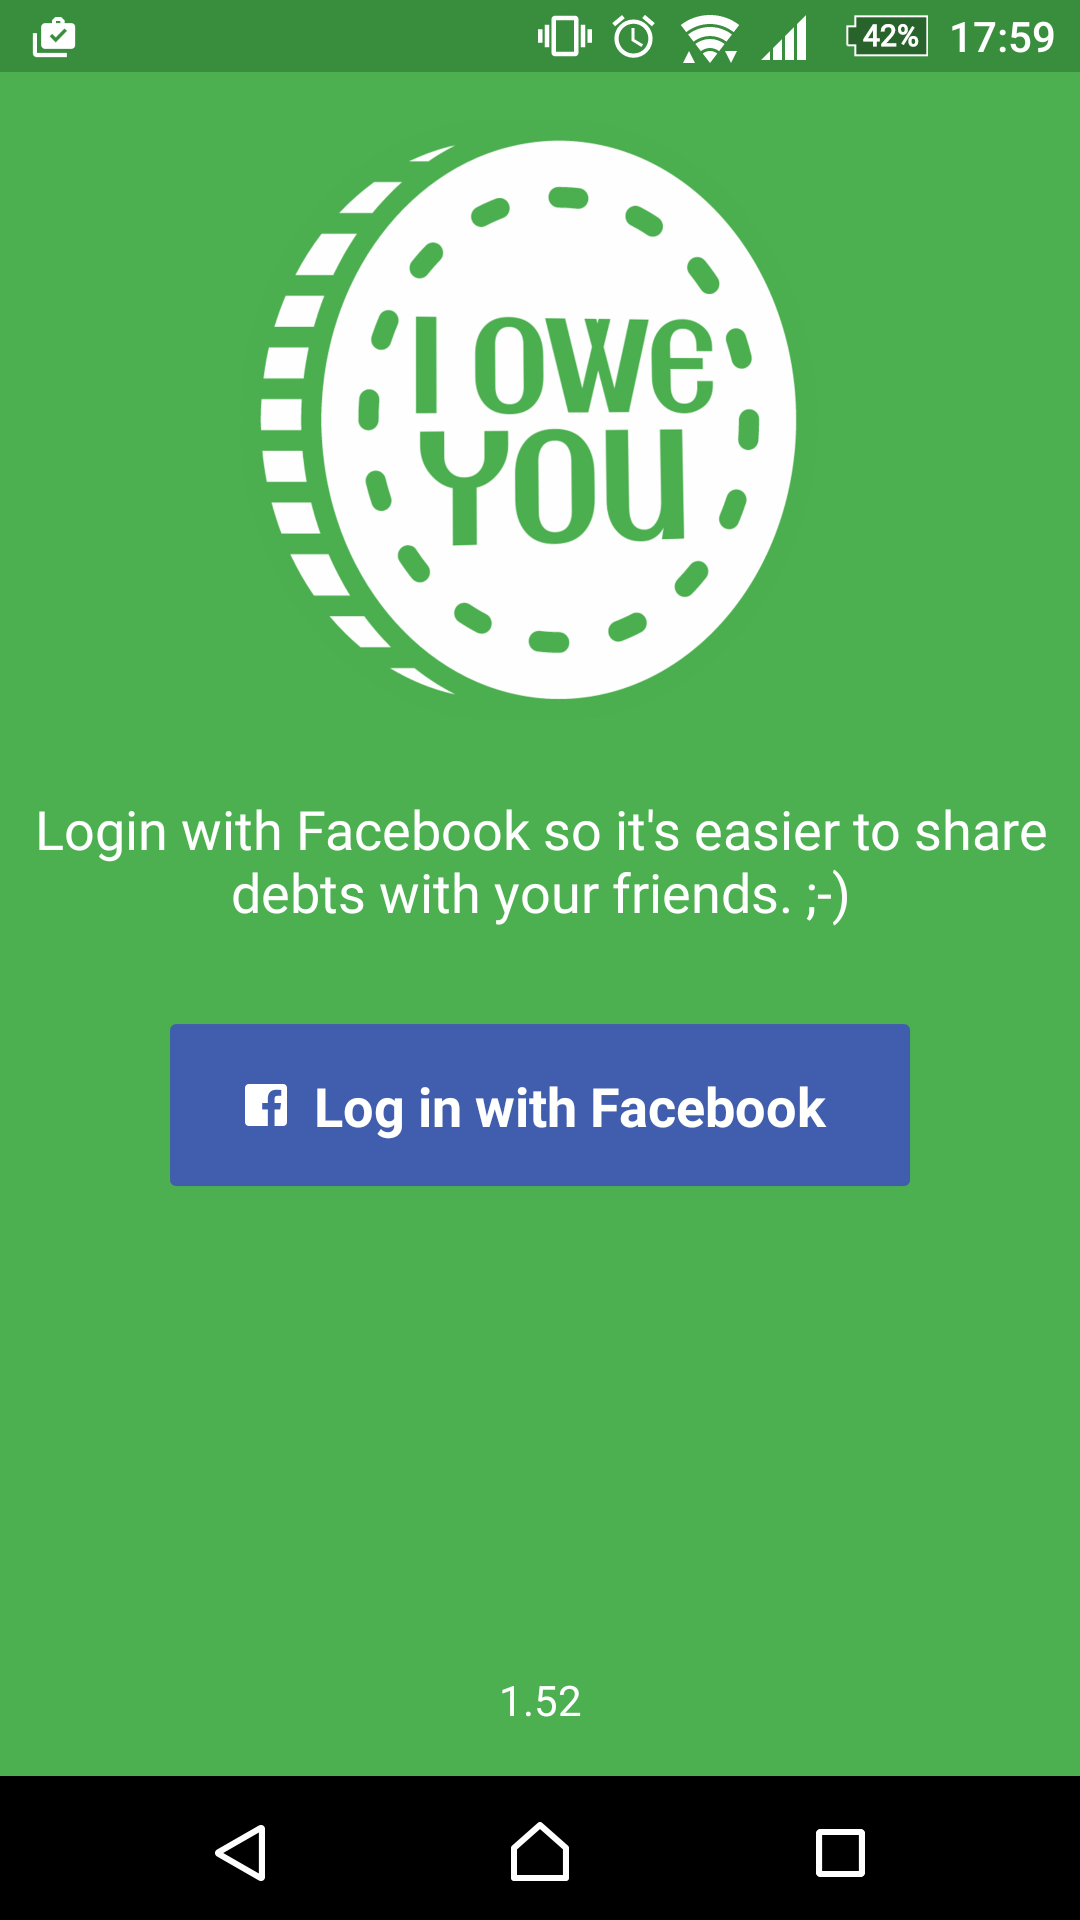 42% 17:59
I OWE
YOU
Login with Facebook so it's easier to share
debts with your friends. ;-)
Log in with Facebook
1.52